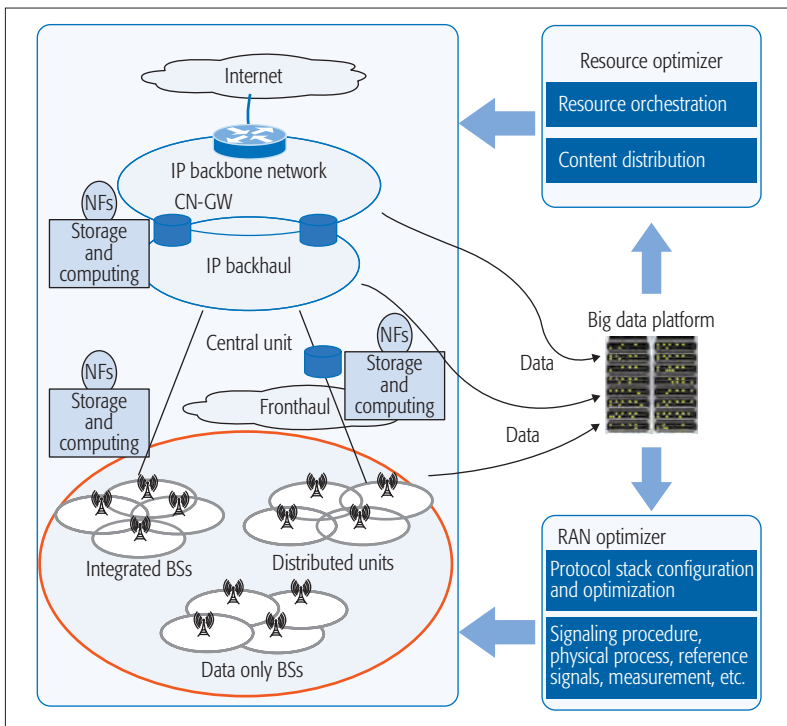 Internet
IP backbone network
CN-GW
NFs
Storage
and
computing
IP backhaul
Central unit
NFs
Storage
and
computing
NFs
Storage
and
computing
Fronthaul
Integrated BSs
Distributed units
Data only BSs
Data
Data
Big data platform
Resource optimizer
Resource orchestration
Content distribution
RAN optimizer
Protocol stack configuration
and optimization
Signaling procedure,
physical process, reference
signals, measurement, etc.